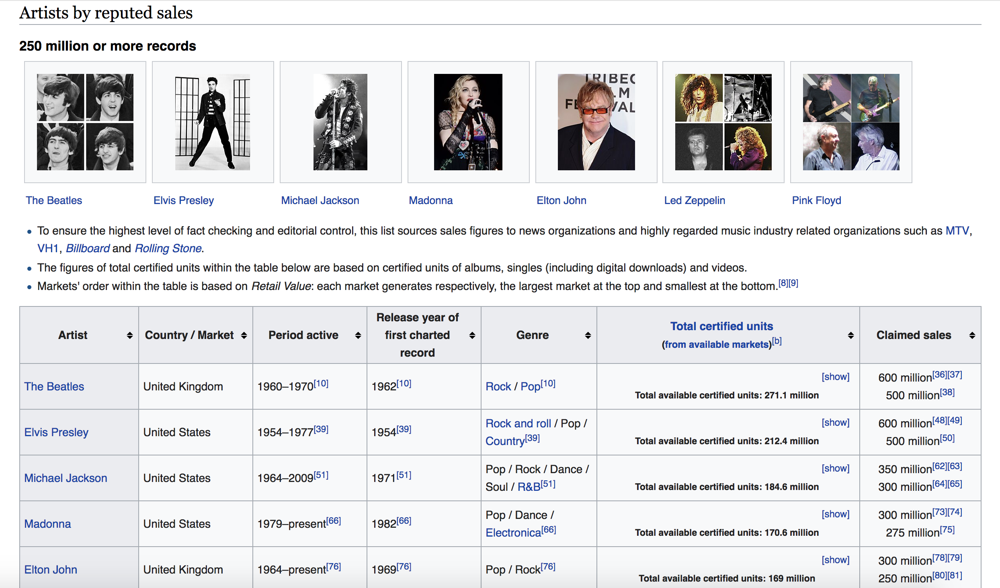 Artists by reputed sales
250 million or more records
TRIBEC
LM
FE VAL
The Beatles
Elvis Presley
Michael Jackson
Madonna
Elton John
Led Zeppelin
Pink Floyd
• To ensure the highest level of fact checking and editorial control, this list sources sales figures to news organizations and highly regarded music industry related organizations such as MTV,
VH1, Billboard and Rolling Stone.
• The figures of total certified units within the table below are based on certified units of albums, singles (including digital downloads) and videos.
• Markets' order within the table is based on Retail Value: each market generates respectively, the largest market at the top and smallest at the bottom.[8][9]
Artist
Country / Market
Period active
Release year of
first charted
record
Genre
Total certified units
(from available markets)[b]
Claimed sales
The Beatles
United Kingdom
1960–1970[10]
1962[10]
Rock / Pop[10]
[show]
Total available certified units: 271.1 million
600 million[36][37]
500 million[38]
Elvis Presley
United States
1954–1977[39]
1954[39]
Rock and roll / Pop /
Country[39]
[show]
Total available certified units: 212.4 million
600 million[48][49]
500 million[50]
Michael Jackson
United States
1964–2009[51]
1971[51]
Pop / Rock / Dance /
Soul / R&B[51]
[show]
Total available certified units: 184.6 million
350 million[62][63]
300 million[64][65]
Madonna
United States
1979–present[66]
1982[66]
Pop / Dance /
Electronica[66]
[show]
Total available certified units: 170.6 million
300 million[73][74]
275 million[75]
Elton John
United Kingdom
1964–present[76]
1969[76]
Pop / Rock[76]
[show]
Total available certified units: 169 million
300 million[78][79]
250 million[80][81]